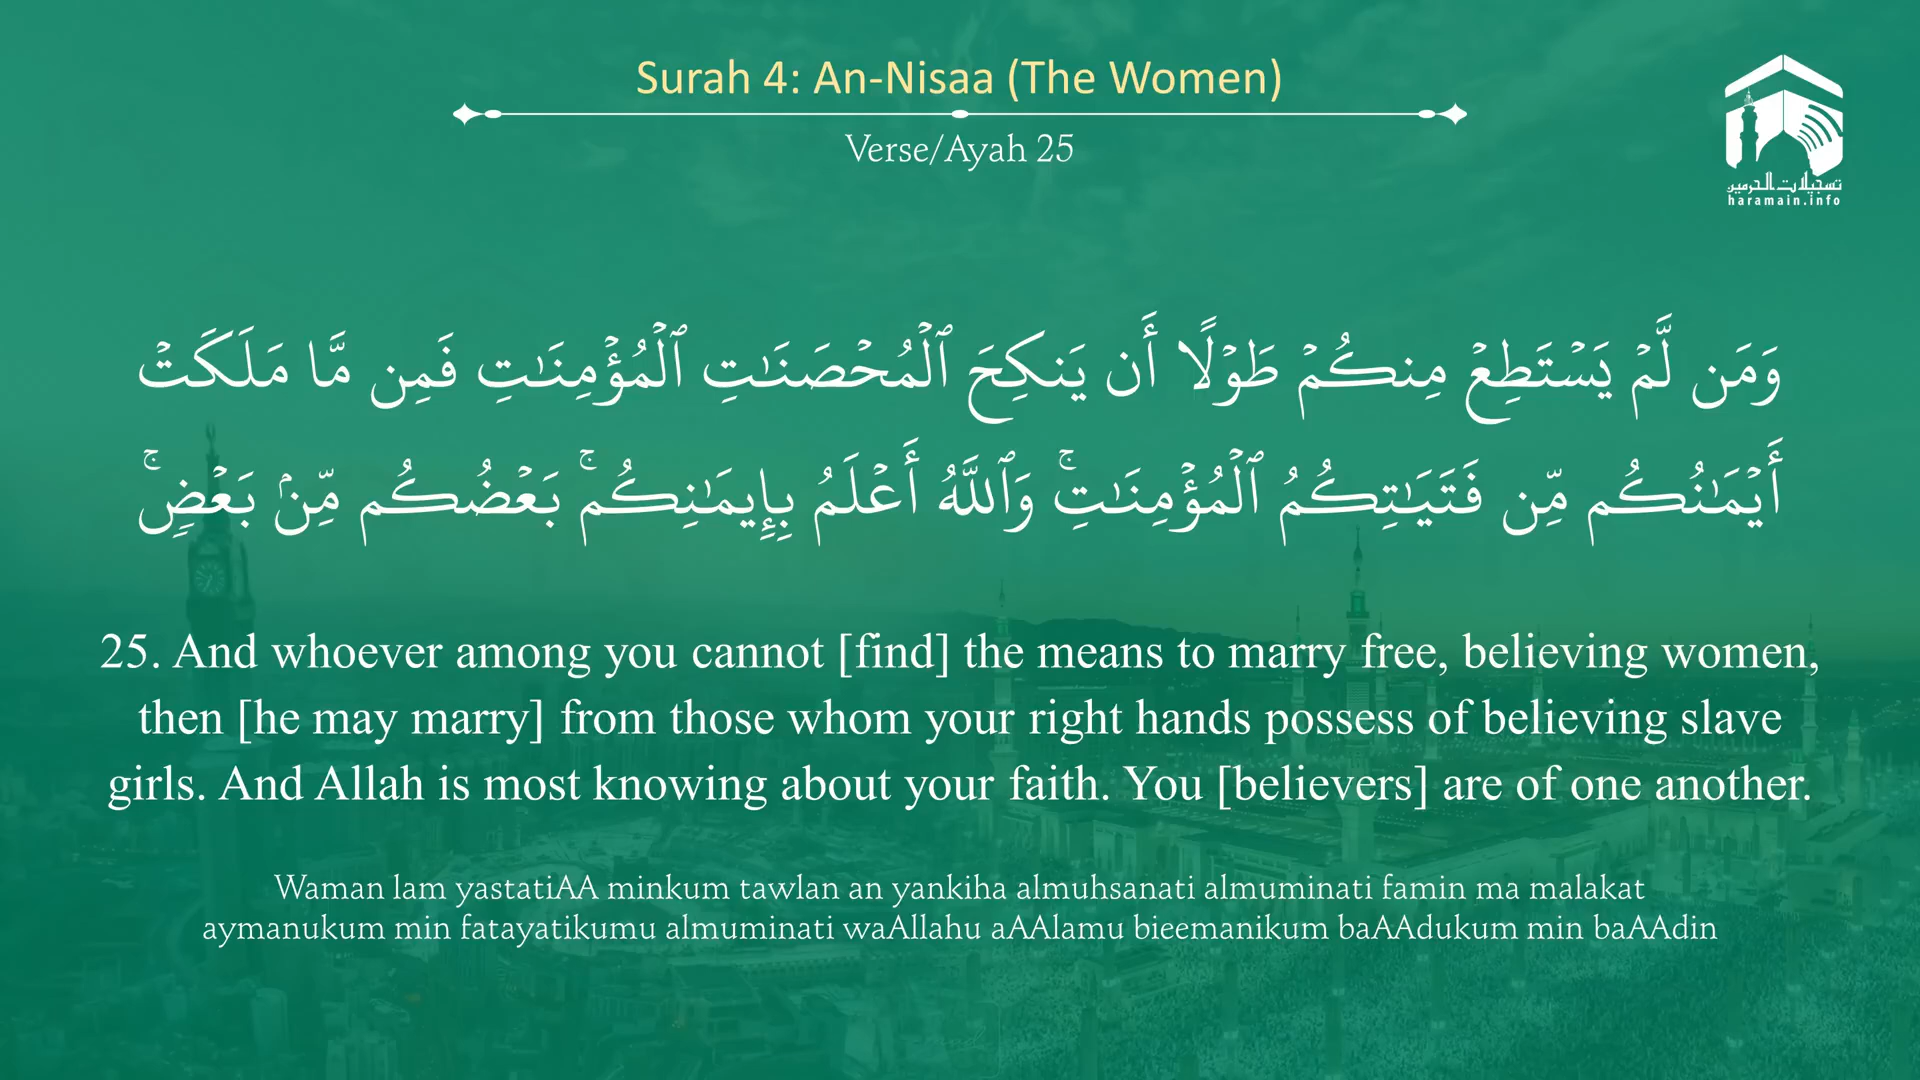 Surah 4: An-Nisaa (The Women)
Verse/Ayah 25
تسجيلات الحرمين
haramain.info
وَمَن لَّمْ يَسْتَطِعْ مِنكُمْ طَوْلًا أَن يَنكِحَ ٱلْمُحْصَنَـٰتِ ٱلْمُؤْمِنَـٰتِ فَمِن مَّا مَلَكَتْ
أَيْمَـٰنُكُم مِّن فَتَيَـٰتِكُمُ ٱلْمُؤْمِنَـٰتِ ۚ وَٱللَّهُ أَعْلَمُ بِإِيمَـٰنِكُم ۚ بَعْضُكُم مِّنۢ بَعْضٍ ۚ
25. And whoever among you cannot [find] the means to marry free, believing women,
then [he may marry] from those whom your right hands possess of believing slave
girls. And Allah is most knowing about your faith. You [believers] are of one another.
Waman lam yastatiAA minkum tawlan an yankiha almuhsanati almuminati famin ma malakat
aymanukum min fatayatikumu almuminati waAllahu aAAlamu bieemanikum baAAdukum min baAAdin